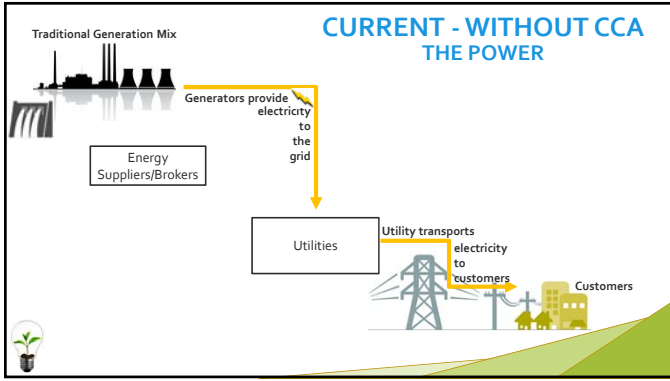 CURRENT - WITHOUT CCA
THE POWER
Traditional Generation Mix
Generators provide
electricity
to
the
grid
Energy
Suppliers/Brokers
Utilities
Utility transports
electricity
to
customers
Customers